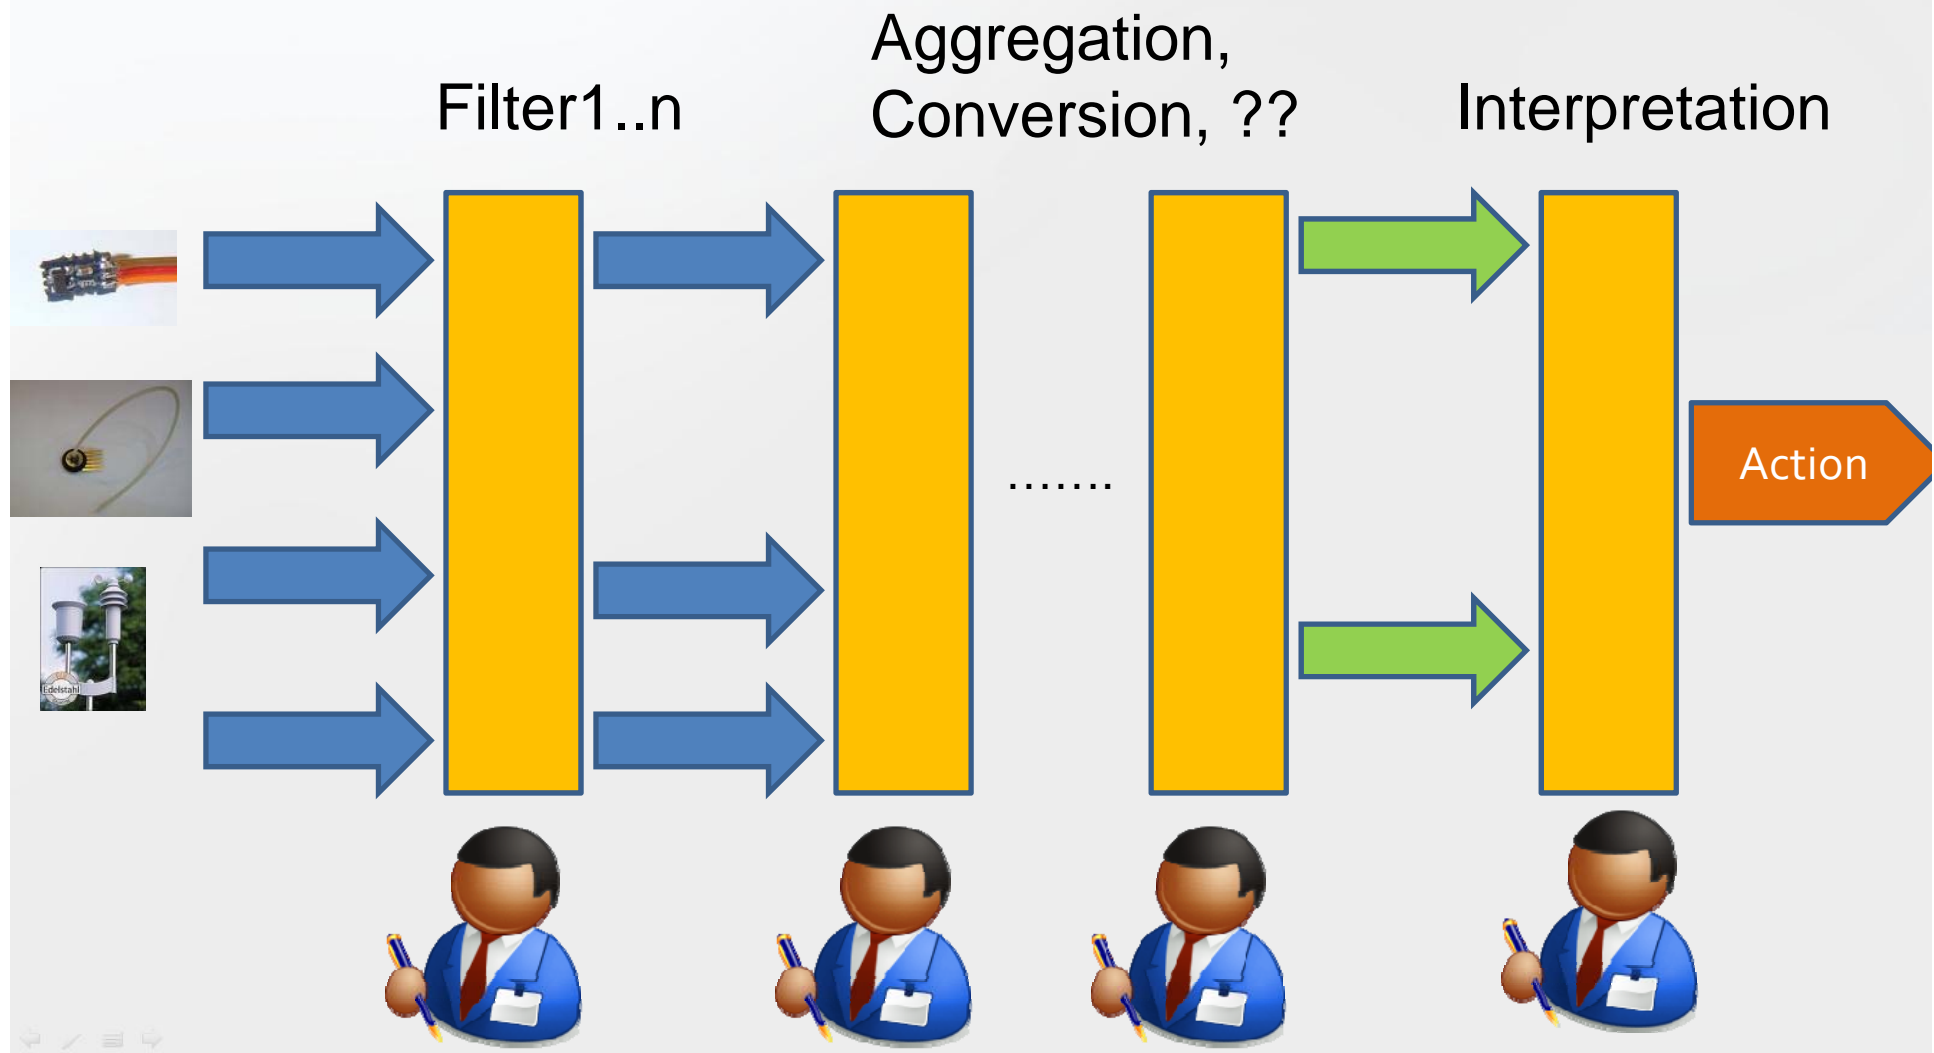 Aggregation,
Filter1..n
Conversion, ??
Interpretation
.......
Action
Edelstahl